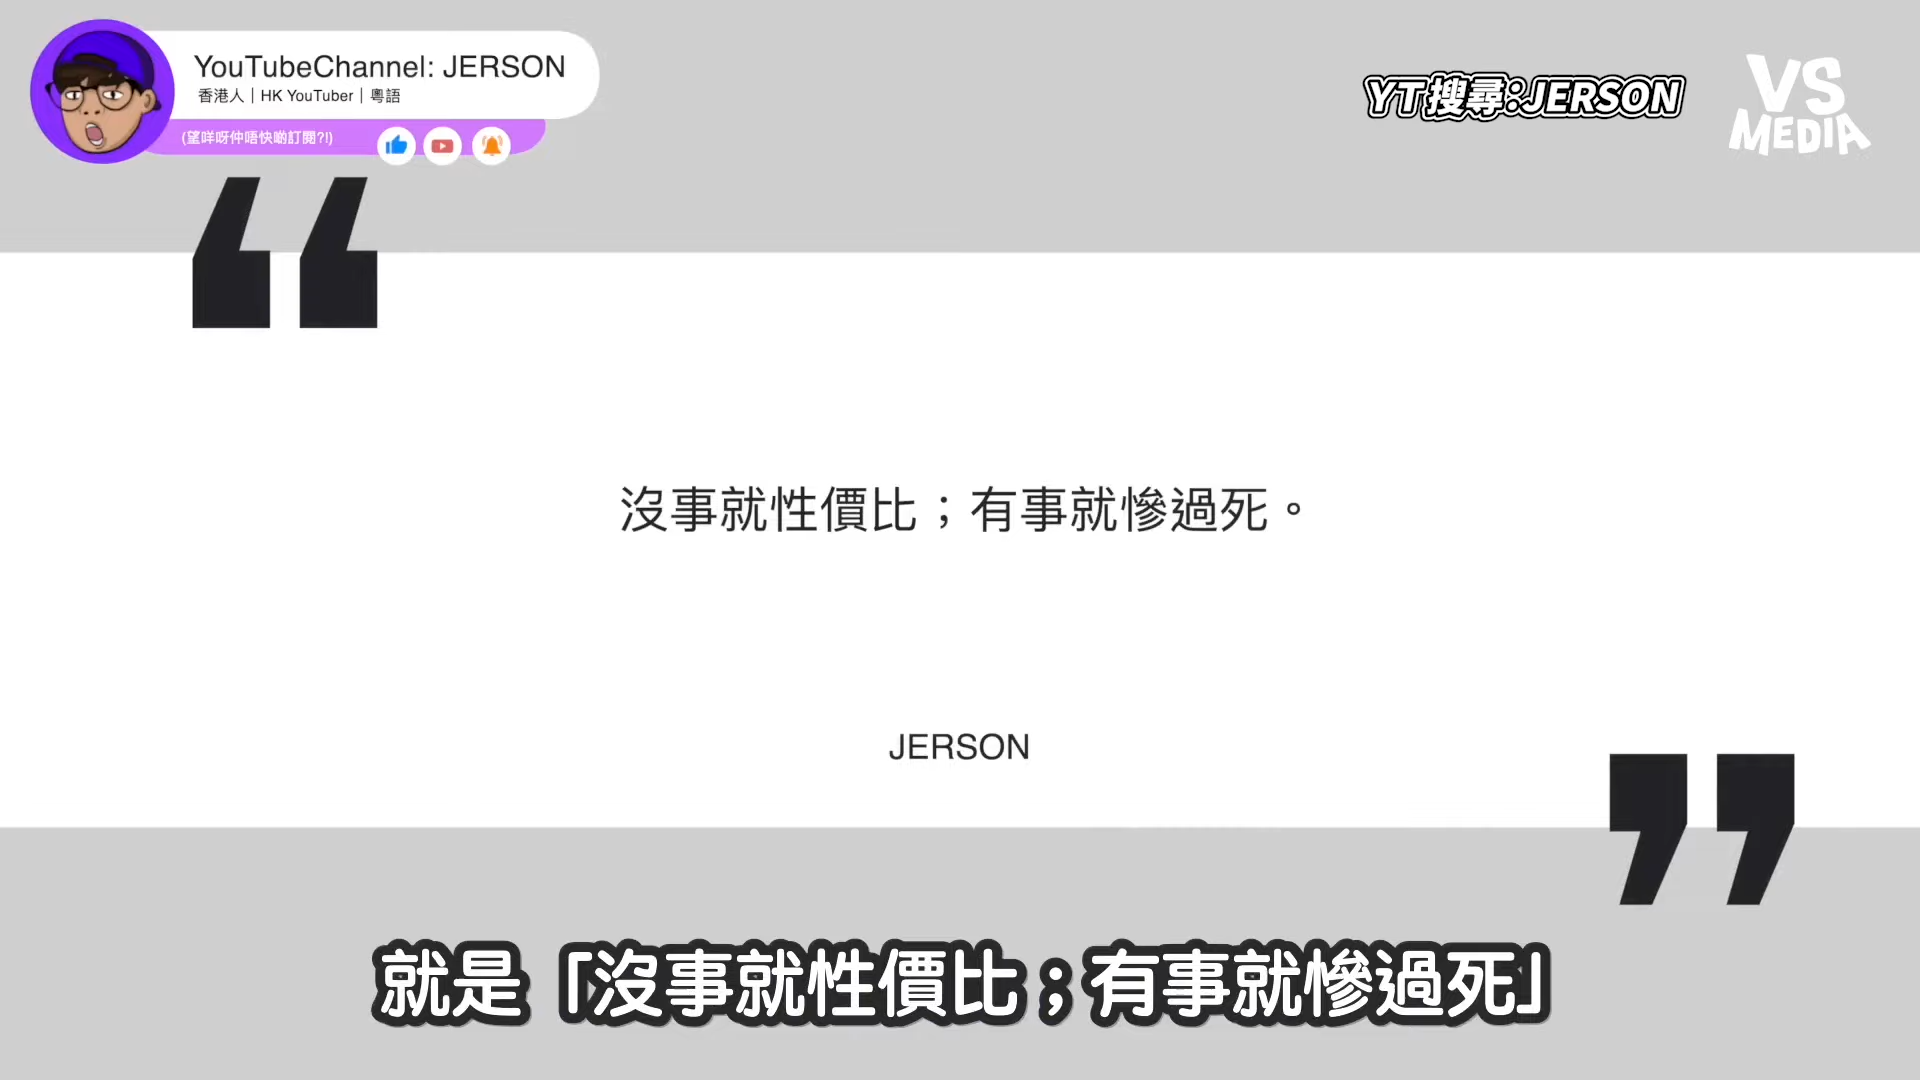 YouTubeChannel: JERSON
香港人｜HK YouTuber｜粵語
(望咩呀仲唔快啲訂閱?!)
YT搜尋:JERSON
VS
MEDIA
沒事就性價比；有事就慘過死。
JERSON
就是「沒事就性價比；有事就慘過死」